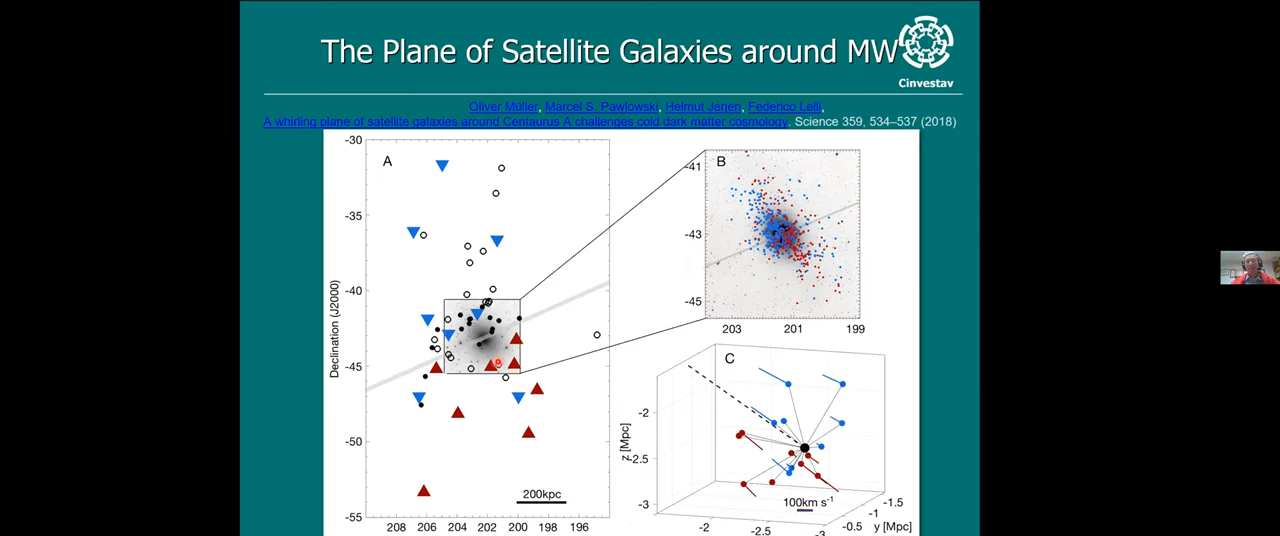 The Plane of Satellite Galaxies around MW
Cinvestav
Oliver Müller, Marcel S. Pawlowski, Helmut Jerjen, Federico Lelli,
A whirling plane of satellite galaxies around Centaurus A challenges cold dark matter cosmology. Science 359, 534–537 (2018)
A
-30
-35
-40
-45
-50
-55
Declination (J2000)
200kpc
208 206 204 202 200 198 196
B
-41
-43
-45
203 201 199
C
-2
-2.5
-3
z [Mpc]
100km s⁻¹
-2 -2.5 -3
-0.5 -1 -1.5
y [Mpc]